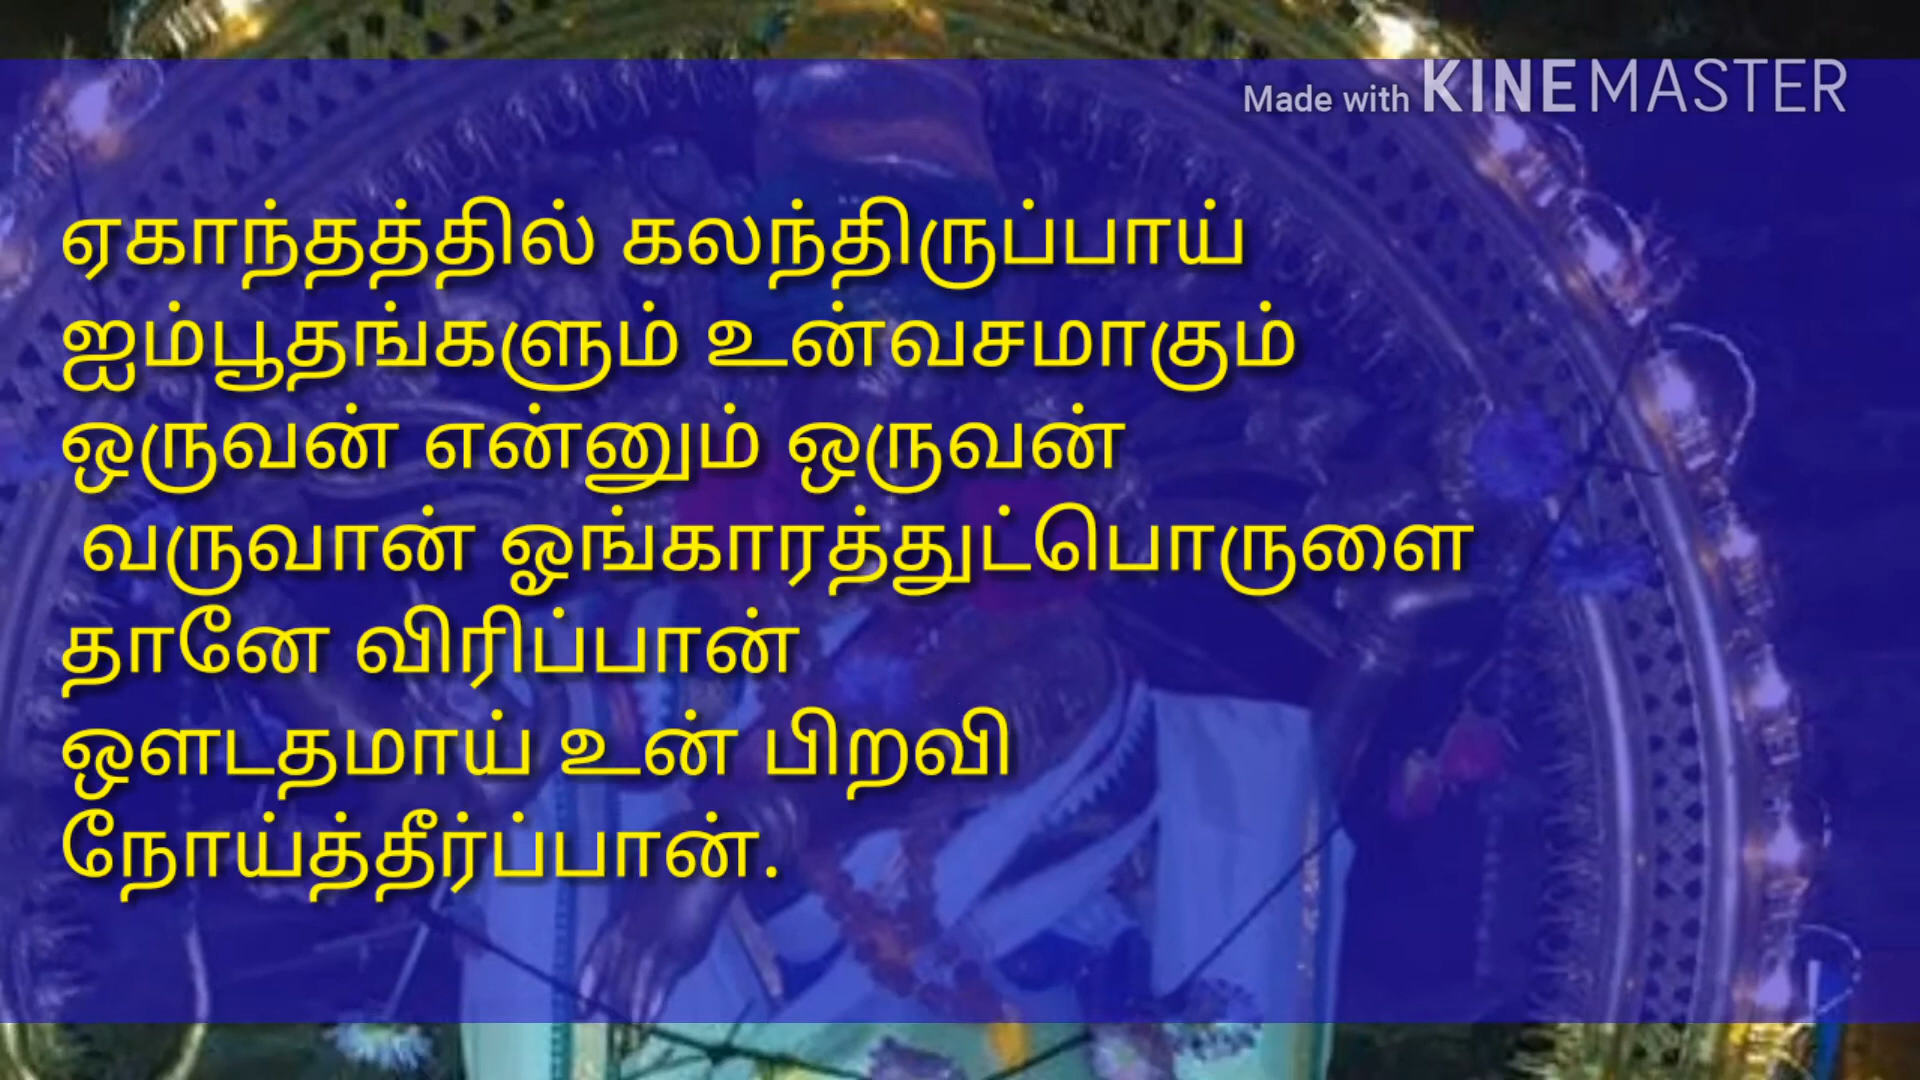 Made with KINEMASTER
ஏகாந்தத்தில் கலந்திருப்பாய்
ஐம்பூதங்களும் உன்வசமாகும்
ஒருவன் என்னும் ஒருவன்
வருவான் ஓங்காரத்துட்பொருளை
தானே விரிப்பான்
ஒளடதமாய் உன் பிறவி
நோய்த்தீர்ப்பான்.